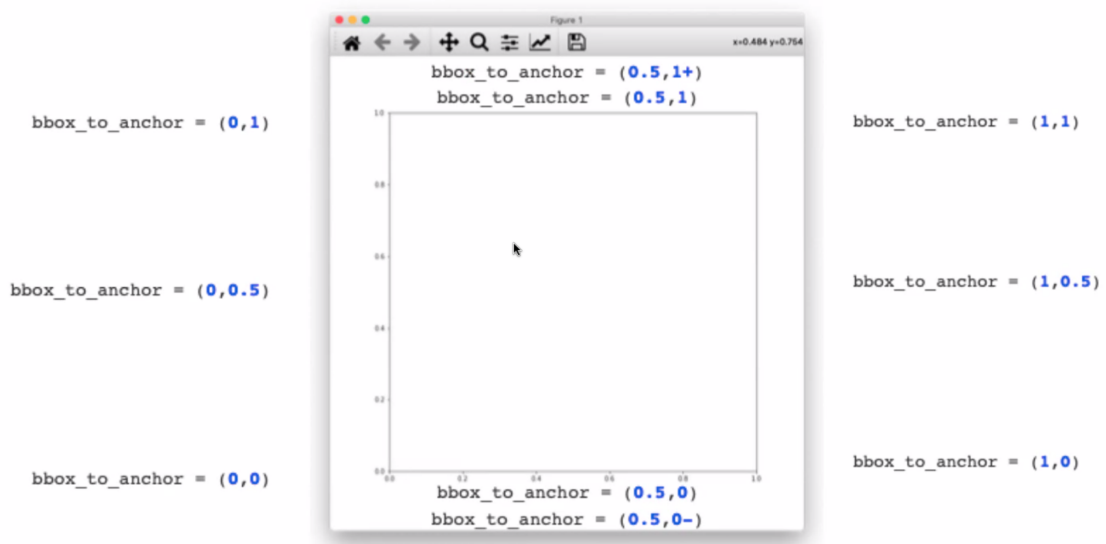 Figure 1
x=0.484 y=0.764
bbox_to_anchor = (0.5,1+)
bbox_to_anchor = (0.5,1)
bbox_to_anchor = (0,1)
bbox_to_anchor = (1,1)
1.0
0.8
0.6
bbox_to_anchor = (0,0.5)
bbox_to_anchor = (1,0.5)
0.4
0.2
bbox_to_anchor = (0,0)
bbox_to_anchor = (1,0)
0.0
0.0 0.2 0.4 0.6 0.8 1.0
bbox_to_anchor = (0.5,0)
bbox_to_anchor = (0.5,0-)